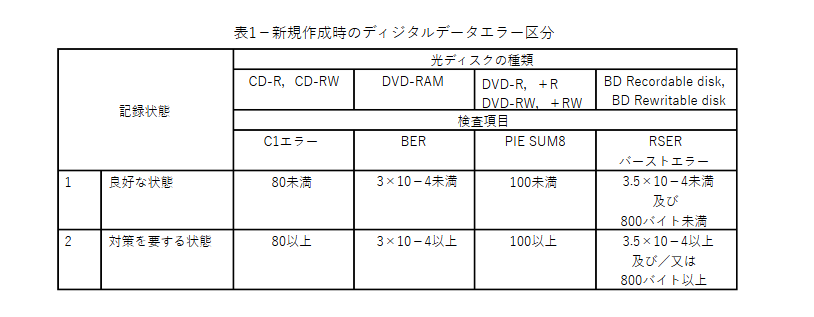 表1－新規作成時のディジタルデータエラー区分
記録状態
光ディスクの種類
CD-R，CD-RW
DVD-RAM
DVD-R，＋R
DVD-RW，＋RW
BD Recordable disk,
BD Rewritable disk
検査項目
C1エラー
BER
PIE SUM8
RSER
バーストエラー
1
良好な状態
80未満
3×10－4未満
100未満
3.5×10－4未満
及び
800バイト未満
2
対策を要する状態
80以上
3×10－4以上
100以上
3.5×10－4以上
及び／又は
800バイト以上